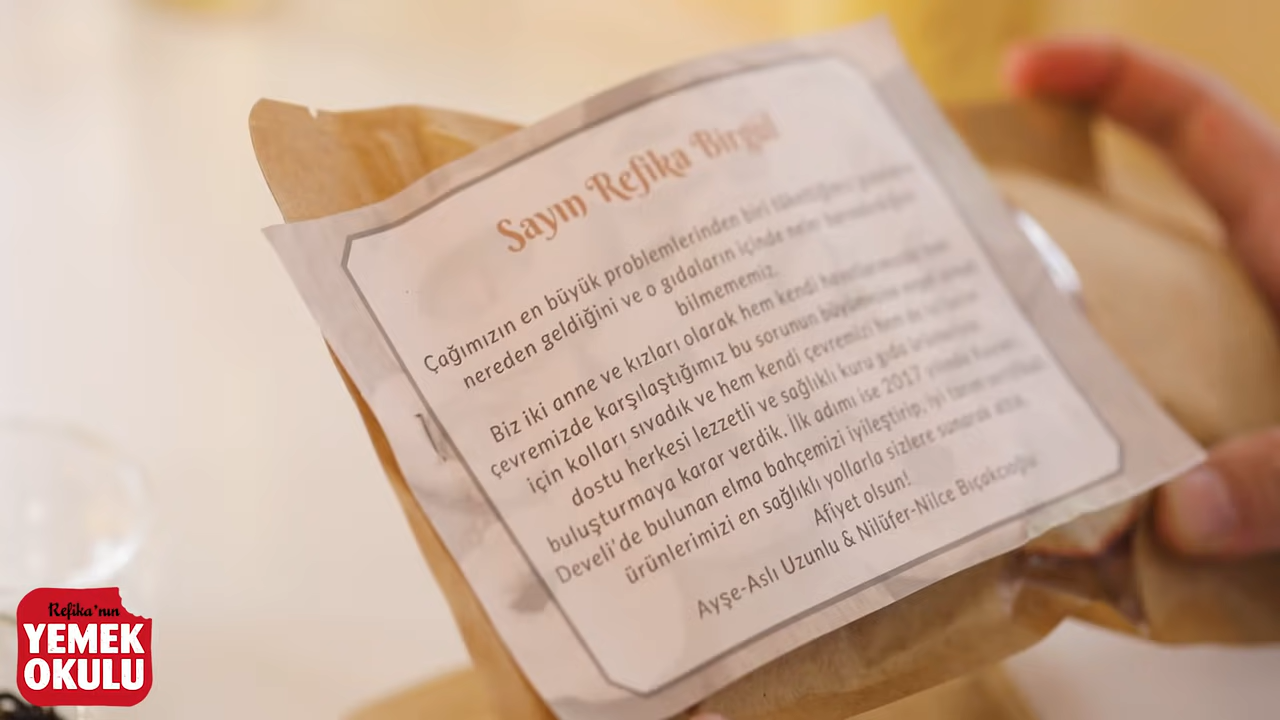 Sayın Refika Birgül
Çağımızın en büyük problemlerinden biri tükettiğimiz
nereden geldiğini ve o gıdaların içinde neler
bilmememiz.
Biz iki anne ve kızları olarak hem kendi hayatlarımızda hem
çevremizde karşılaştığımız bu sorunun büyümesine engel olmak
için kolları sıvadık ve hem kendi çevremizi hem de
dostu herkesi lezzetli ve sağlıklı kuru gıda ürünleriyle
buluşturmaya karar verdik. İlk adımı ise 2017 yılında Kayseri
Develi'de bulunan elma bahçemizi iyileştirip, iyi tarım
ürünlerimizi en sağlıklı yollarla sizlere sunarak attık.
Afiyet olsun!
Ayşe-Aslı Uzunlu & Nilüfer-Nilce Bıçakcıoğlu
Refika'nın
YEMEK
OKULU